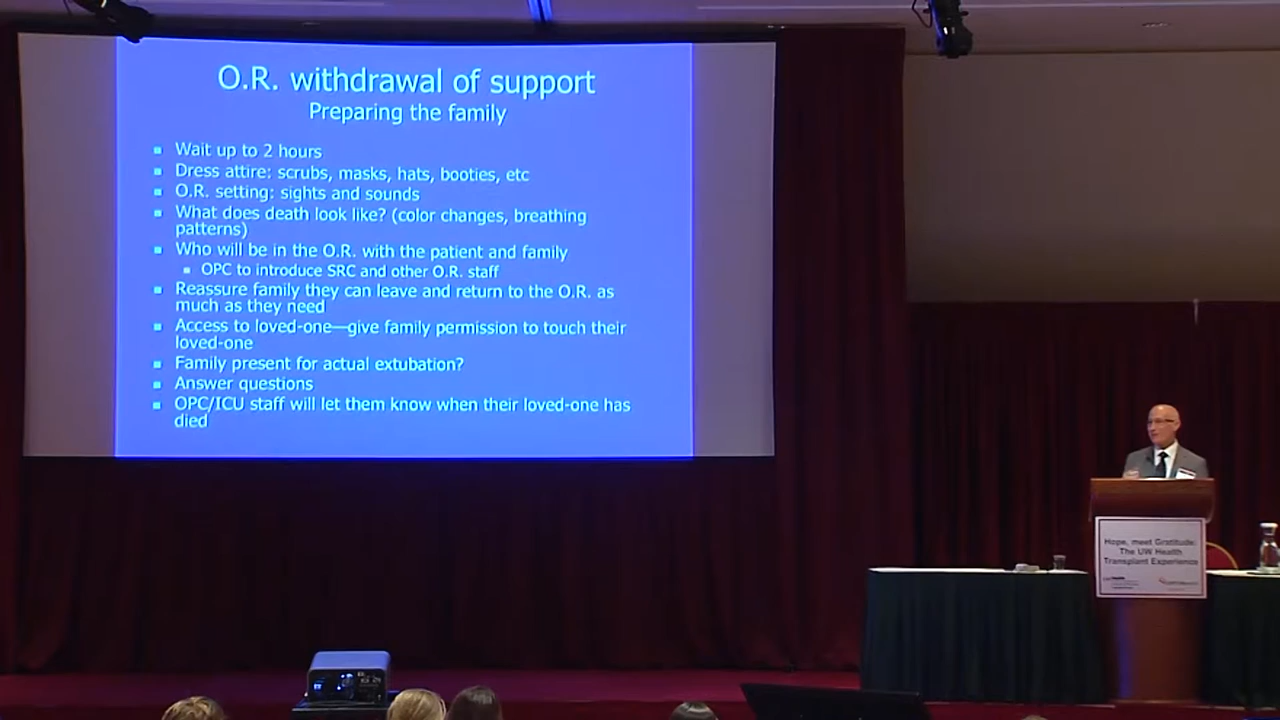 O.R. withdrawal of support
Preparing the family
Wait up to 2 hours
Dress attire: scrubs, masks, hats, booties, etc
O.R. setting: sights and sounds
What does death look like? (color changes, breathing
patterns)
Who will be in the O.R. with the patient and family
OPC to introduce SRC and other O.R. staff
Reassure family they can leave and return to the O.R. as
much as they need
Access to loved-one—give family permission to touch their
loved-one
Family present for actual extubation?
Answer questions
OPC/ICU staff will let them know when their loved-one has
died
Hope, meet Gratitude:
The UW Health
Transplant Experience